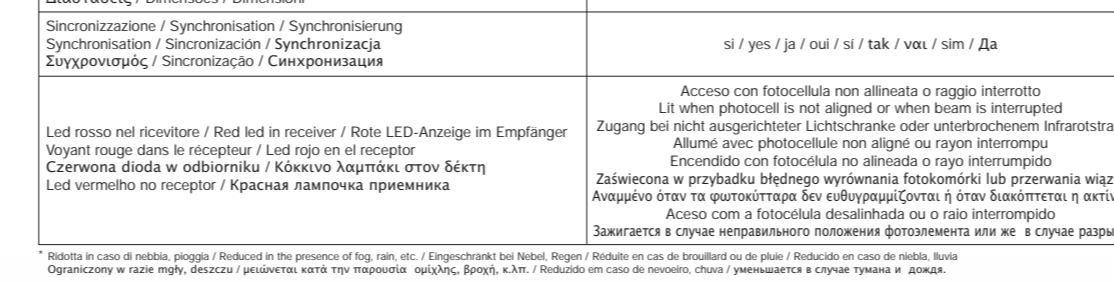 Διαστάσεις / Dimensões / Dimensioni
Sincronizzazione / Synchronisation / Synchronisierung
Synchronisation / Sincronización / Synchronizacja
Συγχρονισμός / Sincronização / Синхронизация
si / yes / ja / oui / sí / tak / ναι / sim / Да
Led rosso nel ricevitore / Red led in receiver / Rote LED-Anzeige im Empfänger
Voyant rouge dans le récepteur / Led rojo en el receptor
Czerwona dioda w odbiorniku / Κόκκινο λαμπάκι στον δέκτη
Led vermelho no receptor / Красная лампочка приемника
Acceso con fotocellula non allineata o raggio interrotto
Lit when photocell is not aligned or when beam is interrupted
Zugang bei nicht ausgerichteter Lichtschranke oder unterbrochenem Infrarotstra
Allumé avec photocellule non aligné ou rayon interrompu
Encendido con fotocélula no alineada o rayo interrumpido
Zaświecona w przybadku błędnego wyrównania fotokomórki lub przerwania wiąz
Αναμμένο όταν τα φωτοκύτταρα δεν ευθυγραμμίζονται ή όταν διακόπτεται η ακτίν
Aceso com a fotocélula desalinhada ou o raio interrompido
Зажигается в случае неправильного положения фотоэлемента или же в случае разры
* Ridotta in caso di nebbia, pioggia / Reduced in the presence of fog, rain, etc. / Eingeschränkt bei Nebel, Regen / Réduite en cas de brouillard ou de pluie / Reducido en caso de niebla, lluvia
Ograniczony w razie mgły, deszczu / μειώνεται κατά την παρουσία ομίχλης, βροχή, κ.λπ. / Reduzido em caso de nevoeiro, chuva / уменьшается в случае тумана и дождя.